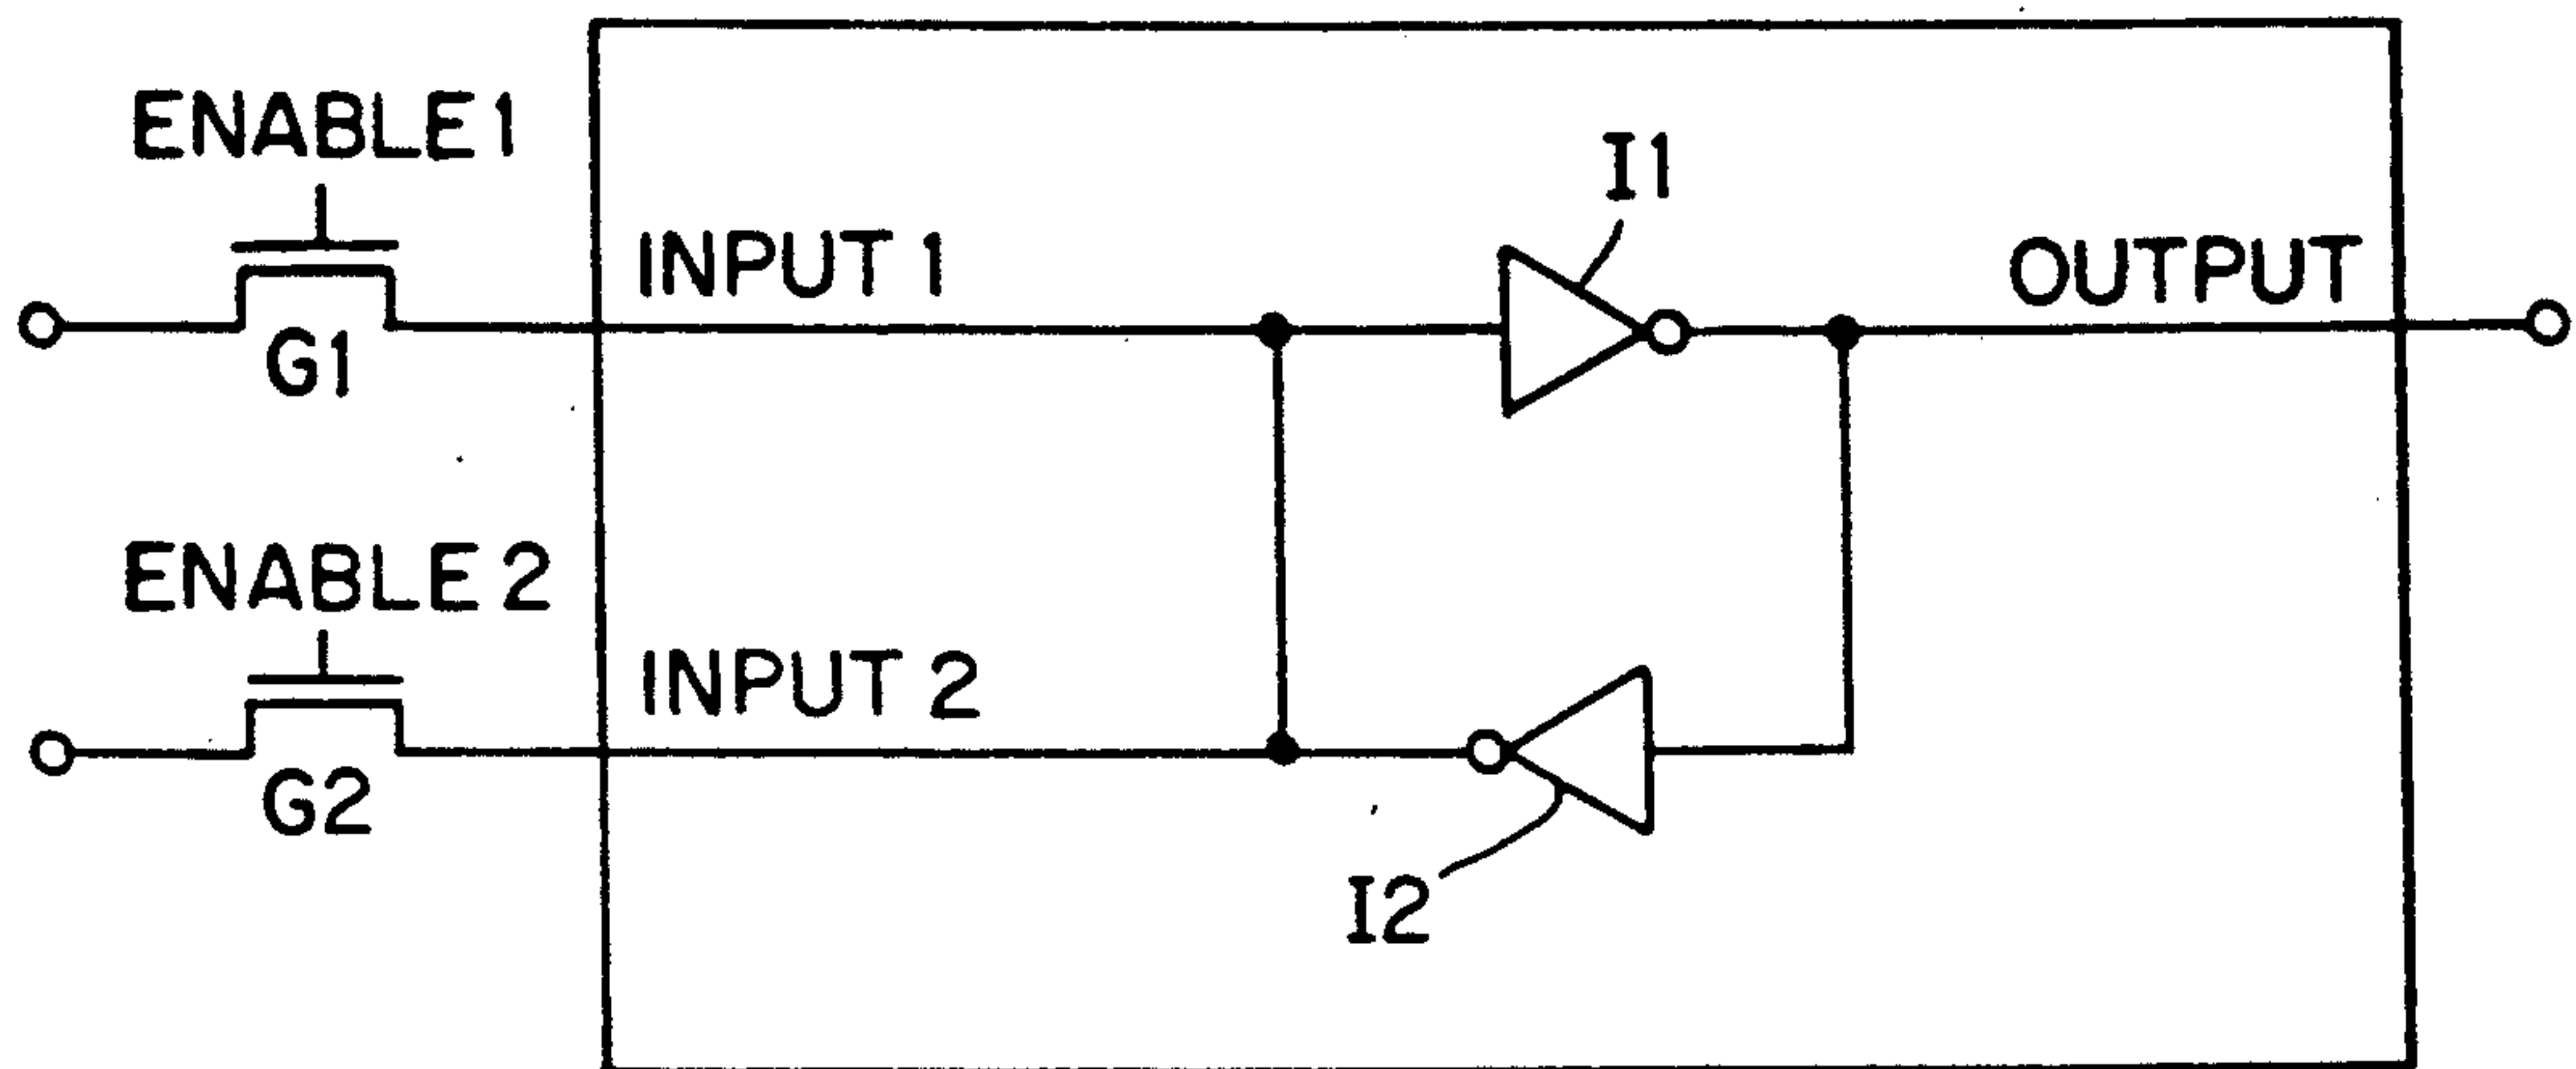 ENABLE 1
I1
INPUT 1
OUTPUT
G1
ENABLE 2
INPUT 2
G2
I2